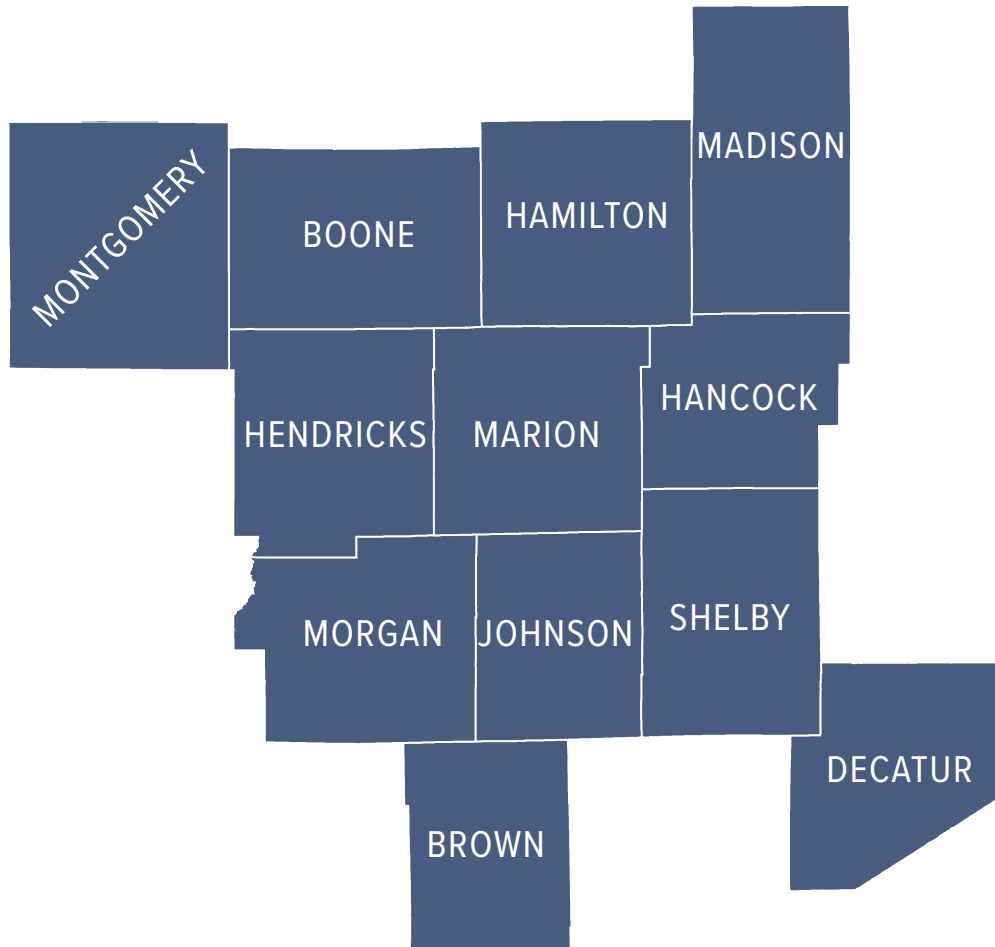 MADISON
MONTGOMERY
HAMILTON
BOONE
HANCOCK
HENDRICKS
MARION
SHELBY
MORGAN
JOHNSON
DECATUR
BROWN